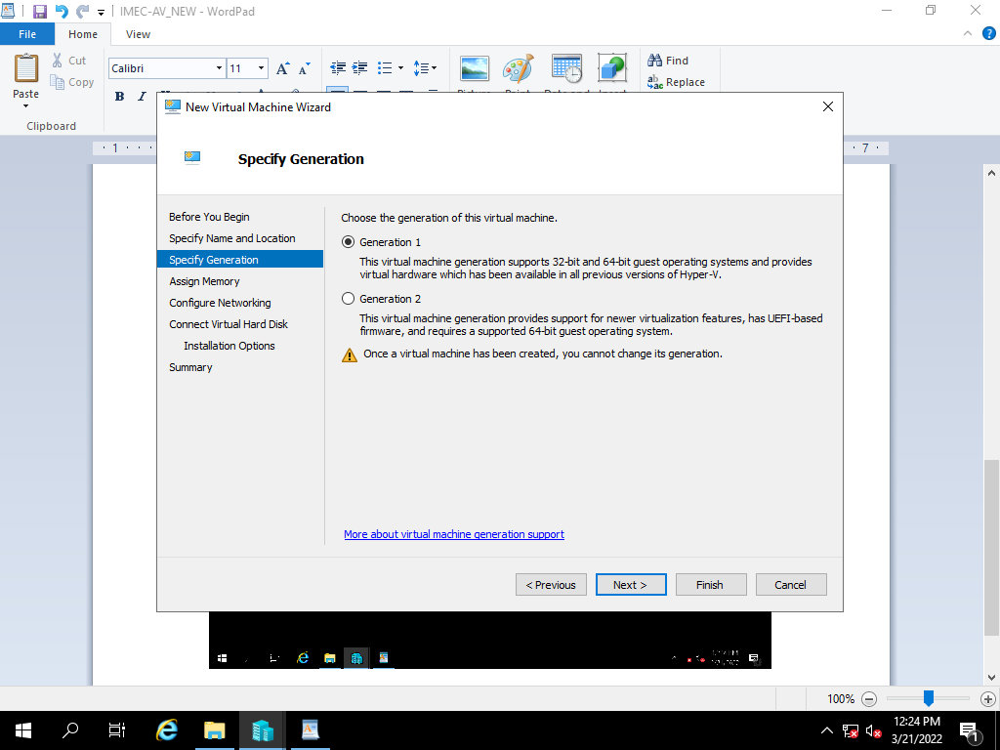 IMEC-AV_NEW - WordPad
File
Home
View
Paste
Cut
Copy
Clipboard
Calibri
11
B
I
Find
Replace
1
7
New Virtual Machine Wizard
Specify Generation
Before You Begin
Specify Name and Location
Specify Generation
Assign Memory
Configure Networking
Connect Virtual Hard Disk
Installation Options
Summary
Choose the generation of this virtual machine.
Generation 1
This virtual machine generation supports 32-bit and 64-bit guest operating systems and provides
virtual hardware which has been available in all previous versions of Hyper-V.
Generation 2
This virtual machine generation provides support for newer virtualization features, has UEFI-based
firmware, and requires a supported 64-bit guest operating system.
Once a virtual machine has been created, you cannot change its generation.
More about virtual machine generation support
< Previous
Next >
Finish
Cancel
100%
12:24 PM
3/21/2022
1